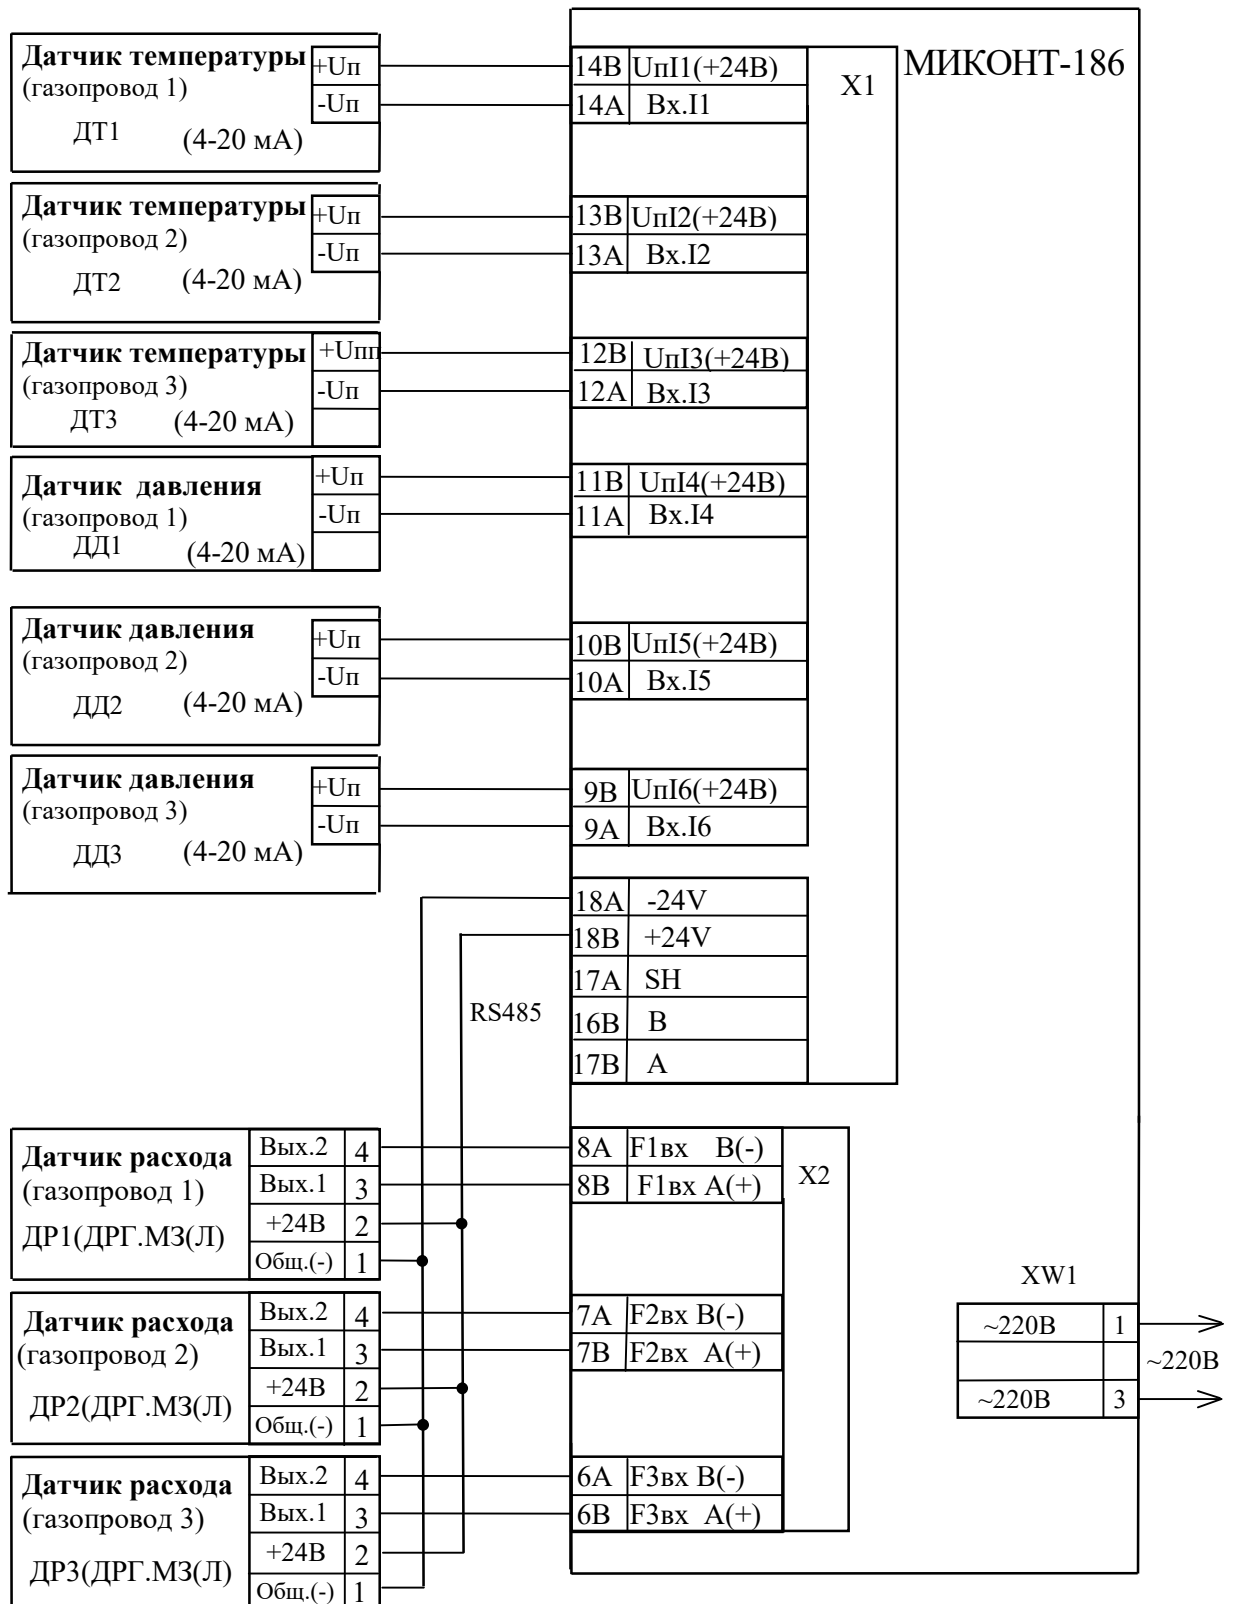 МИКОНТ-186
Датчик температуры
(газопровод 1)
ДТ1 (4-20 мА)
+Uп
-Uп
14В UпI1(+24В)
14А Вх.I1
X1
Датчик температуры
(газопровод 2)
ДТ2 (4-20 мА)
+Uп
-Uп
13В UпI2(+24В)
13А Вх.I2
Датчик температуры
(газопровод 3)
ДТ3 (4-20 мА)
+Uпп
-Uп
12В UпI3(+24В)
12А Вх.I3
Датчик давления
(газопровод 1)
ДД1 (4-20 мА)
+Uп
-Uп
11В UпI4(+24В)
11А Вх.I4
Датчик давления
(газопровод 2)
ДД2 (4-20 мА)
+Uп
-Uп
10В UпI5(+24В)
10А Вх.I5
Датчик давления
(газопровод 3)
ДД3 (4-20 мА)
+Uп
-Uп
9В UпI6(+24В)
9А Вх.I6
18А -24V
18В +24V
17А SH
16В B
17В A
RS485
Датчик расхода
(газопровод 1)
ДР1(ДРГ.МЗ(Л)
Вых.2 4
Вых.1 3
+24В 2
Общ.(-) 1
8А F1вх В(-)
8В F1вх А(+)
X2
Датчик расхода
(газопровод 2)
ДР2(ДРГ.МЗ(Л)
Вых.2 4
Вых.1 3
+24В 2
Общ.(-) 1
7А F2вх В(-)
7В F2вх А(+)
XW1
~220В 1
~220В
~220В 3
Датчик расхода
(газопровод 3)
ДР3(ДРГ.МЗ(Л)
Вых.2 4
Вых.1 3
+24В 2
Общ.(-) 1
6А F3вх В(-)
6В F3вх А(+)